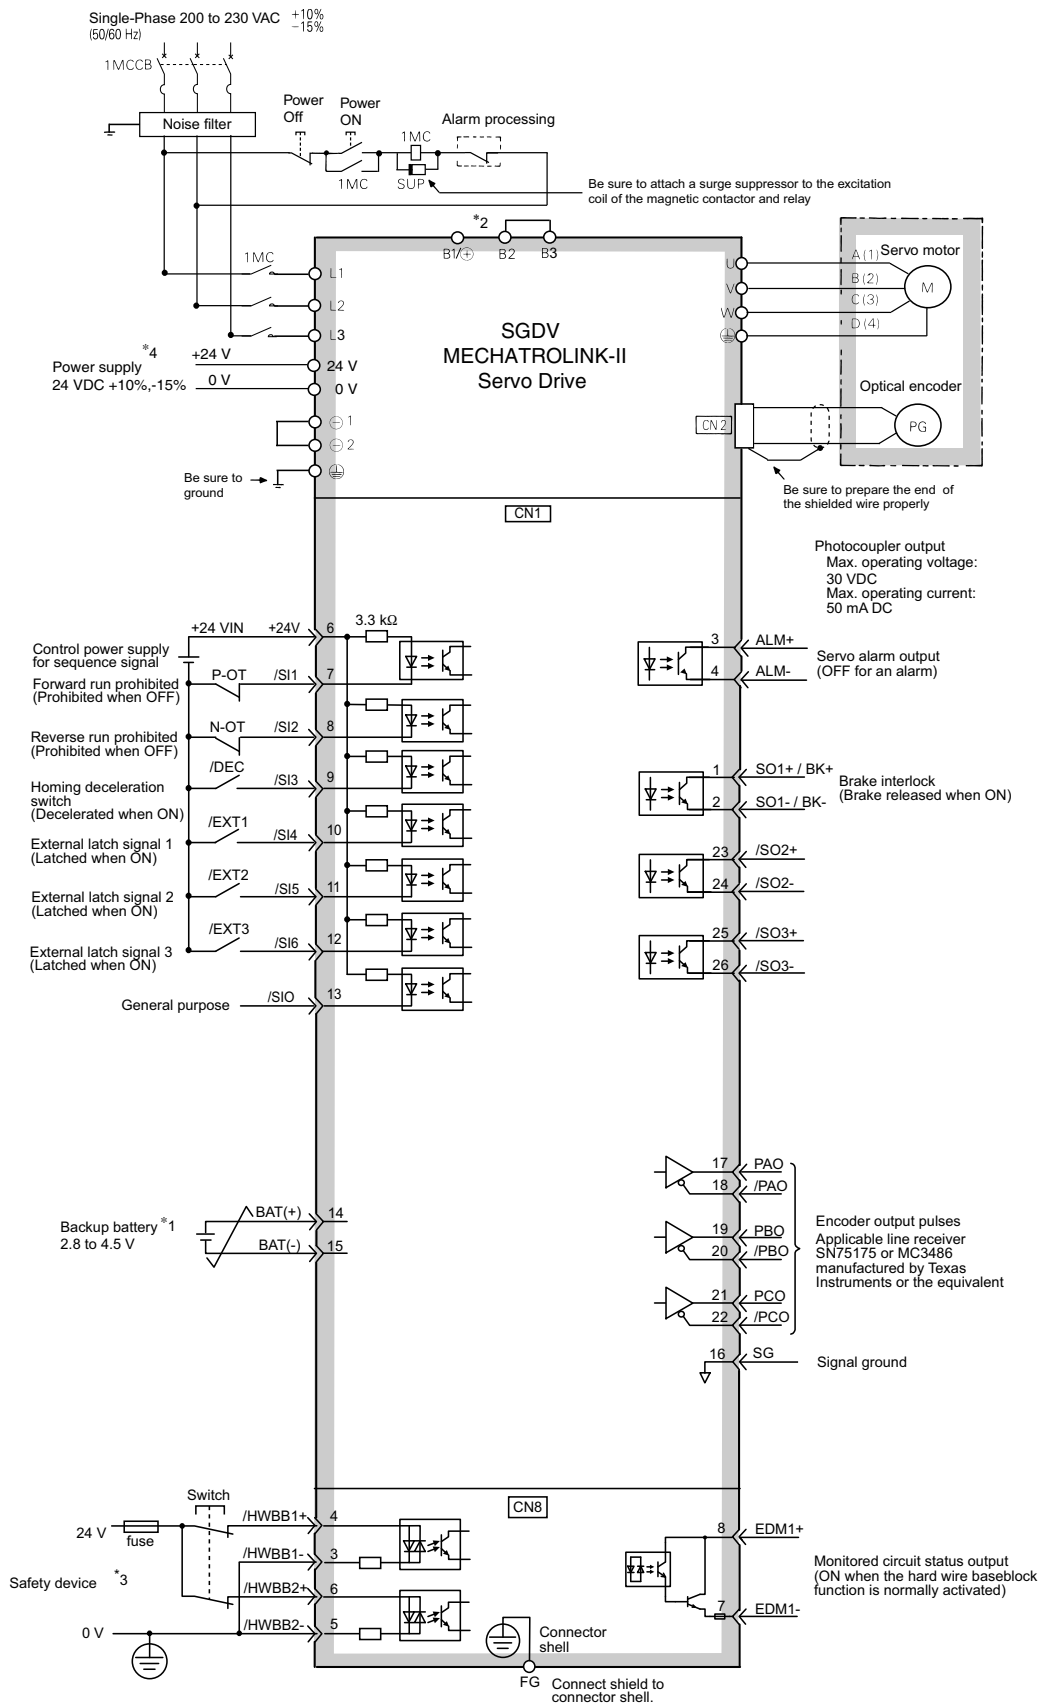 Single-Phase 200 to 230 VAC +10% −15%
(50/60 Hz)
1MCCB
Noise filter
Power Off
Power ON
1MC
Alarm processing
1MC
SUP
Be sure to attach a surge suppressor to the excitation
coil of the magnetic contactor and relay
*2
B1/⊕
B2
B3
1MC
L1
L2
L3
*4
Power supply
24 VDC +10%,-15%
+24 V
0 V
24 V
0 V
⊖ 1
⊖ 2
Be sure to
ground
SGDV
MECHATROLINK-II
Servo Drive
U
V
W
A (1)
B (2)
C (3)
D (4)
Servo motor
M
Optical encoder
PG
CN 2
Be sure to prepare the end of
the shielded wire properly
CN1
Photocoupler output
Max. operating voltage:
30 VDC
Max. operating current:
50 mA DC
+24 VIN
+24V
6
3.3 kΩ
Control power supply
for sequence signal
Forward run prohibited
(Prohibited when OFF)
P-OT
/SI1
7
Reverse run prohibited
(Prohibited when OFF)
N-OT
/SI2
8
Homing deceleration
switch
(Decelerated when ON)
/DEC
/SI3
9
External latch signal 1
(Latched when ON)
/EXT1
/SI4
10
External latch signal 2
(Latched when ON)
/EXT2
/SI5
11
External latch signal 3
(Latched when ON)
/EXT3
/SI6
12
General purpose
/SIO
13
3
ALM+
4
ALM-
Servo alarm output
(OFF for an alarm)
1
SO1+ / BK+
2
SO1- / BK-
Brake interlock
(Brake released when ON)
23
/SO2+
24
/SO2-
25
/SO3+
26
/SO3-
Backup battery *1
2.8 to 4.5 V
BAT(+)
14
BAT(-)
15
17
PAO
18
/PAO
19
PBO
20
/PBO
21
PCO
22
/PCO
Encoder output pulses
Applicable line receiver
SN75175 or MC3486
manufactured by Texas
Instruments or the equivalent
16
SG
Signal ground
CN8
Switch
24 V
fuse
/HWBB1+
4
/HWBB1-
3
Safety device *3
/HWBB2+
6
/HWBB2-
5
0 V
8
EDM1+
7
EDM1-
Monitored circuit status output
(ON when the hard wire baseblock
function is normally activated)
Connector
shell
FG
Connect shield to
connector shell.